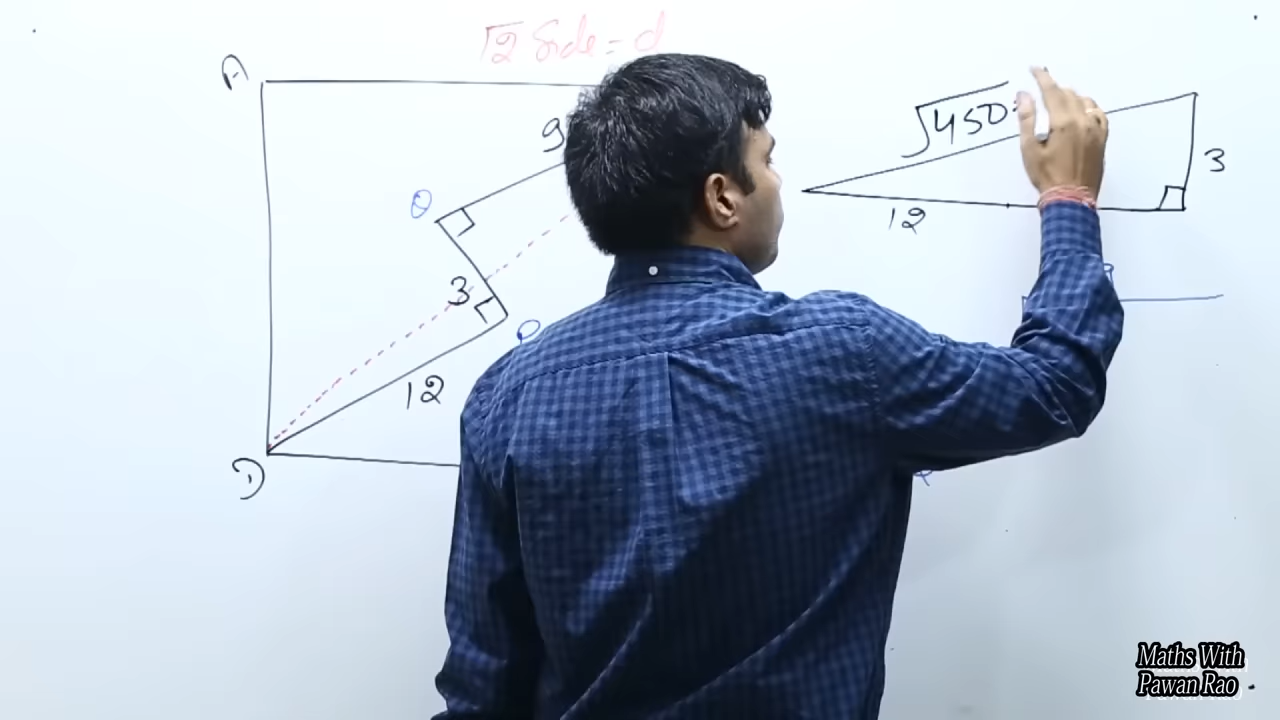 √2 Side = d
A
9
Q
3
P
12
D
√450 =
3
12
Maths With
Pawan Rao